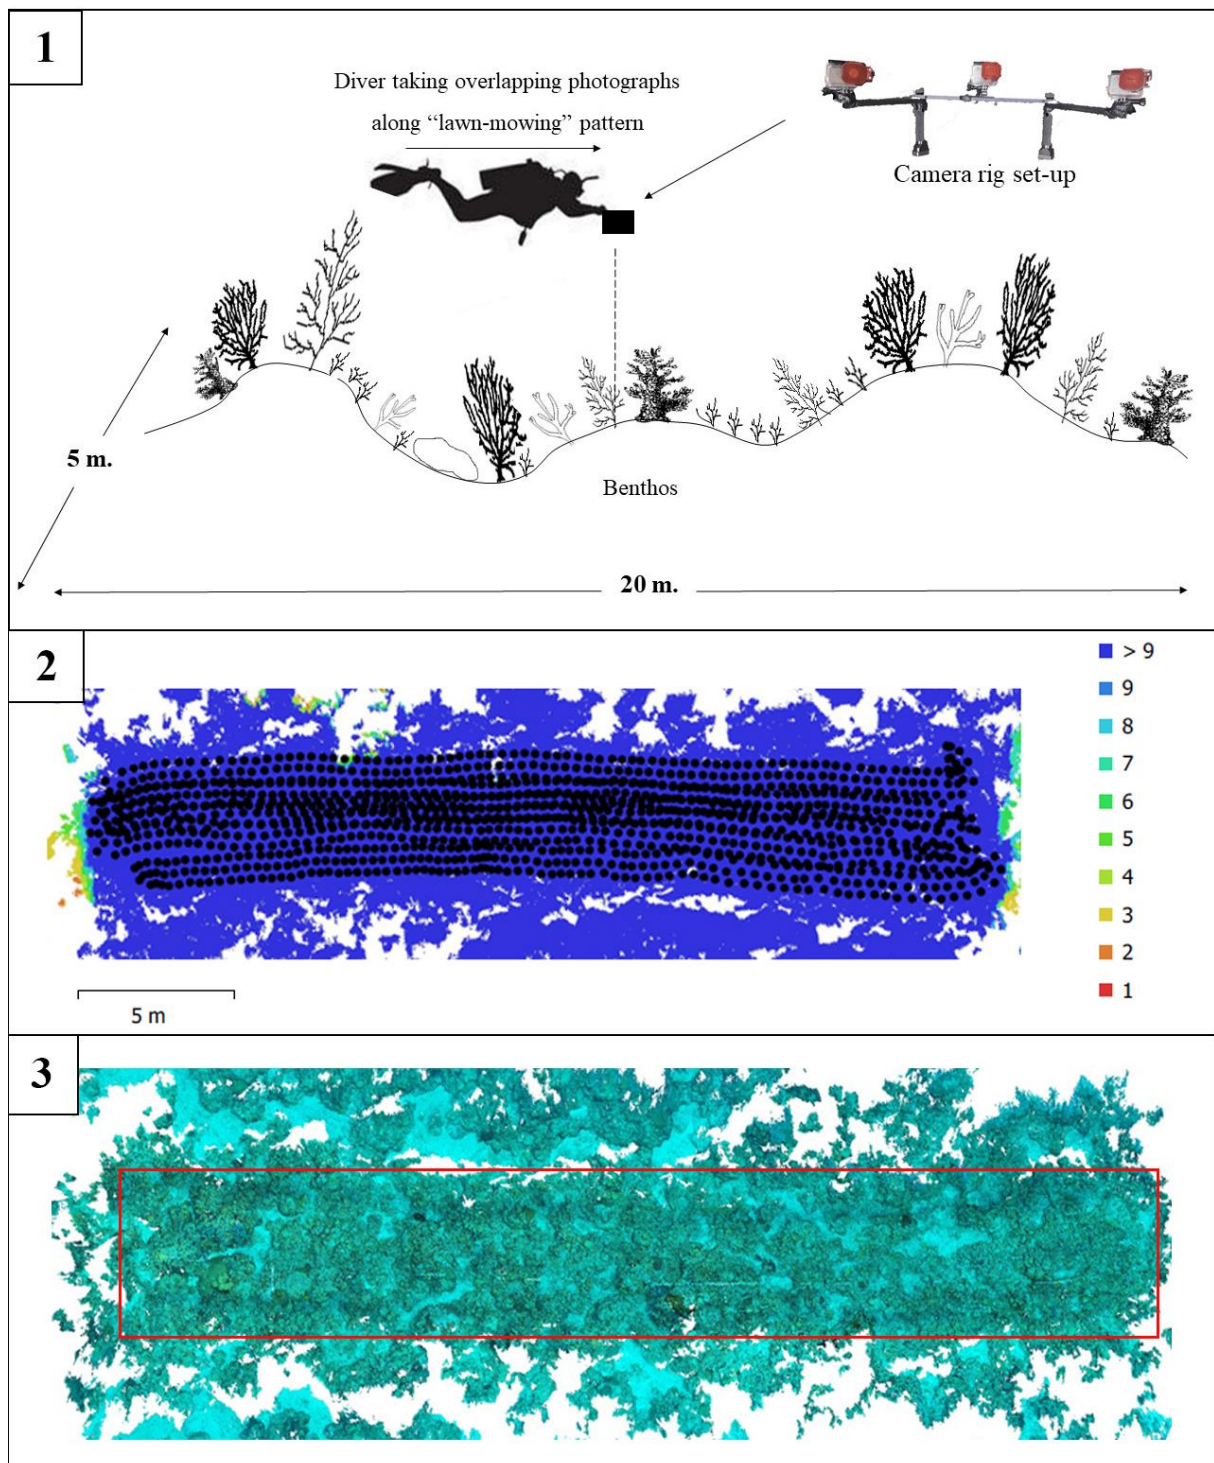 1
Diver taking overlapping photographs
along “lawn-mowing” pattern
Camera rig set-up
5 m.
Benthos
20 m.
2
> 9
9
8
7
6
5
4
3
2
1
5 m
3